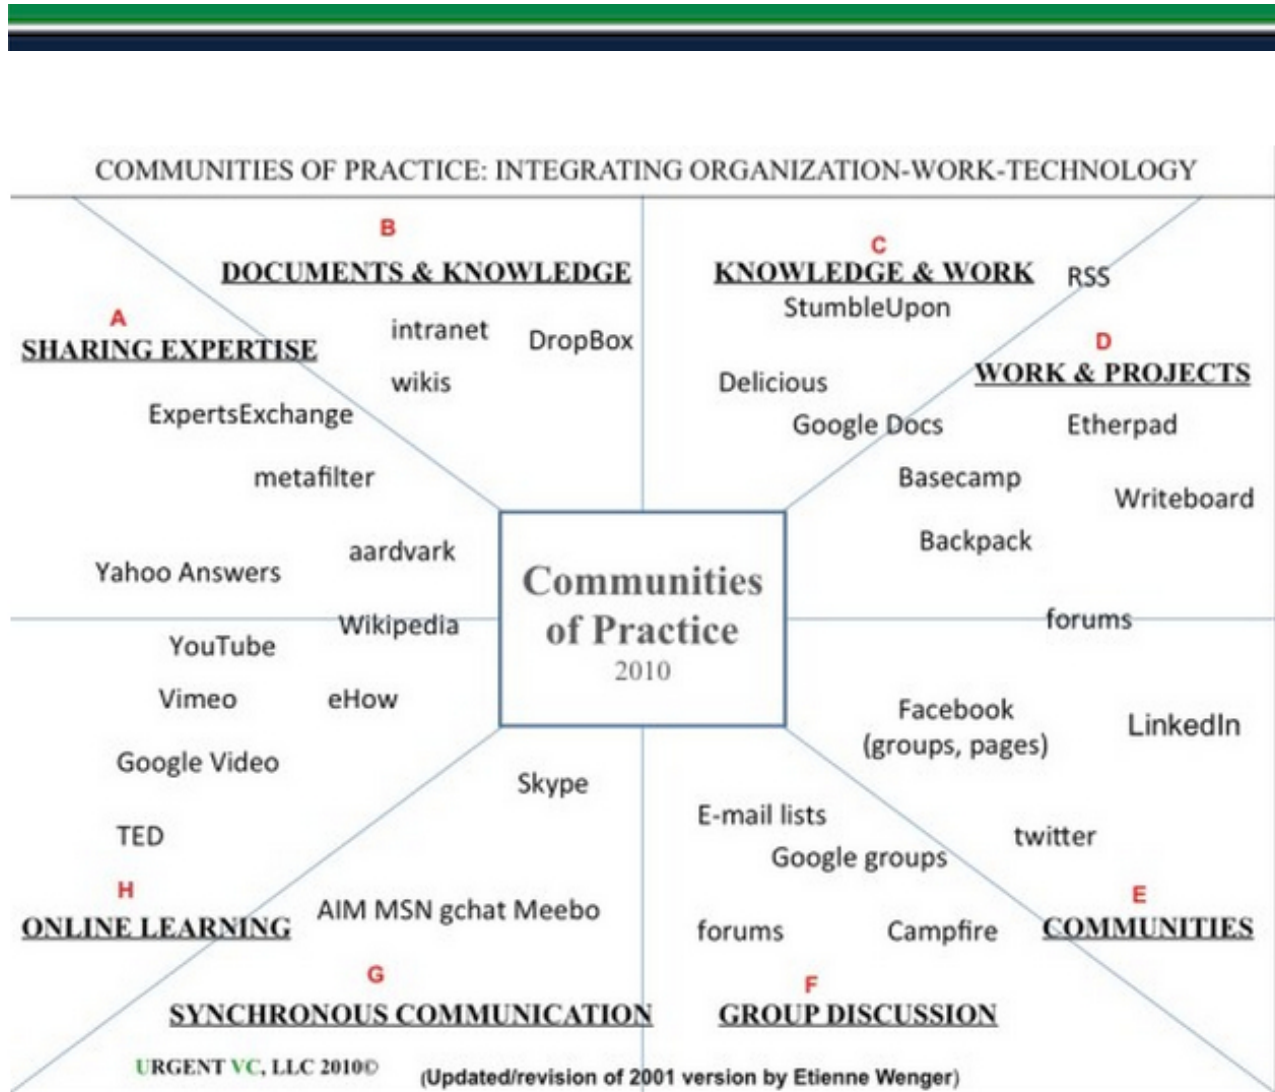 COMMUNITIES OF PRACTICE: INTEGRATING ORGANIZATION-WORK-TECHNOLOGY
A
SHARING EXPERTISE
ExpertsExchange
metafilter
aardvark
Yahoo Answers
Wikipedia
B
DOCUMENTS & KNOWLEDGE
intranet
DropBox
wikis
C
KNOWLEDGE & WORK
RSS
StumbleUpon
Delicious
Google Docs
D
WORK & PROJECTS
Etherpad
Basecamp
Writeboard
Backpack
forums
Communities
of Practice
2010
Facebook
(groups, pages)
LinkedIn
twitter
E
COMMUNITIES
E-mail lists
Google groups
forums
Campfire
F
GROUP DISCUSSION
Skype
AIM MSN gchat Meebo
G
SYNCHRONOUS COMMUNICATION
YouTube
Vimeo
eHow
Google Video
TED
H
ONLINE LEARNING
URGENT VC, LLC 2010©
(Updated/revision of 2001 version by Etienne Wenger)